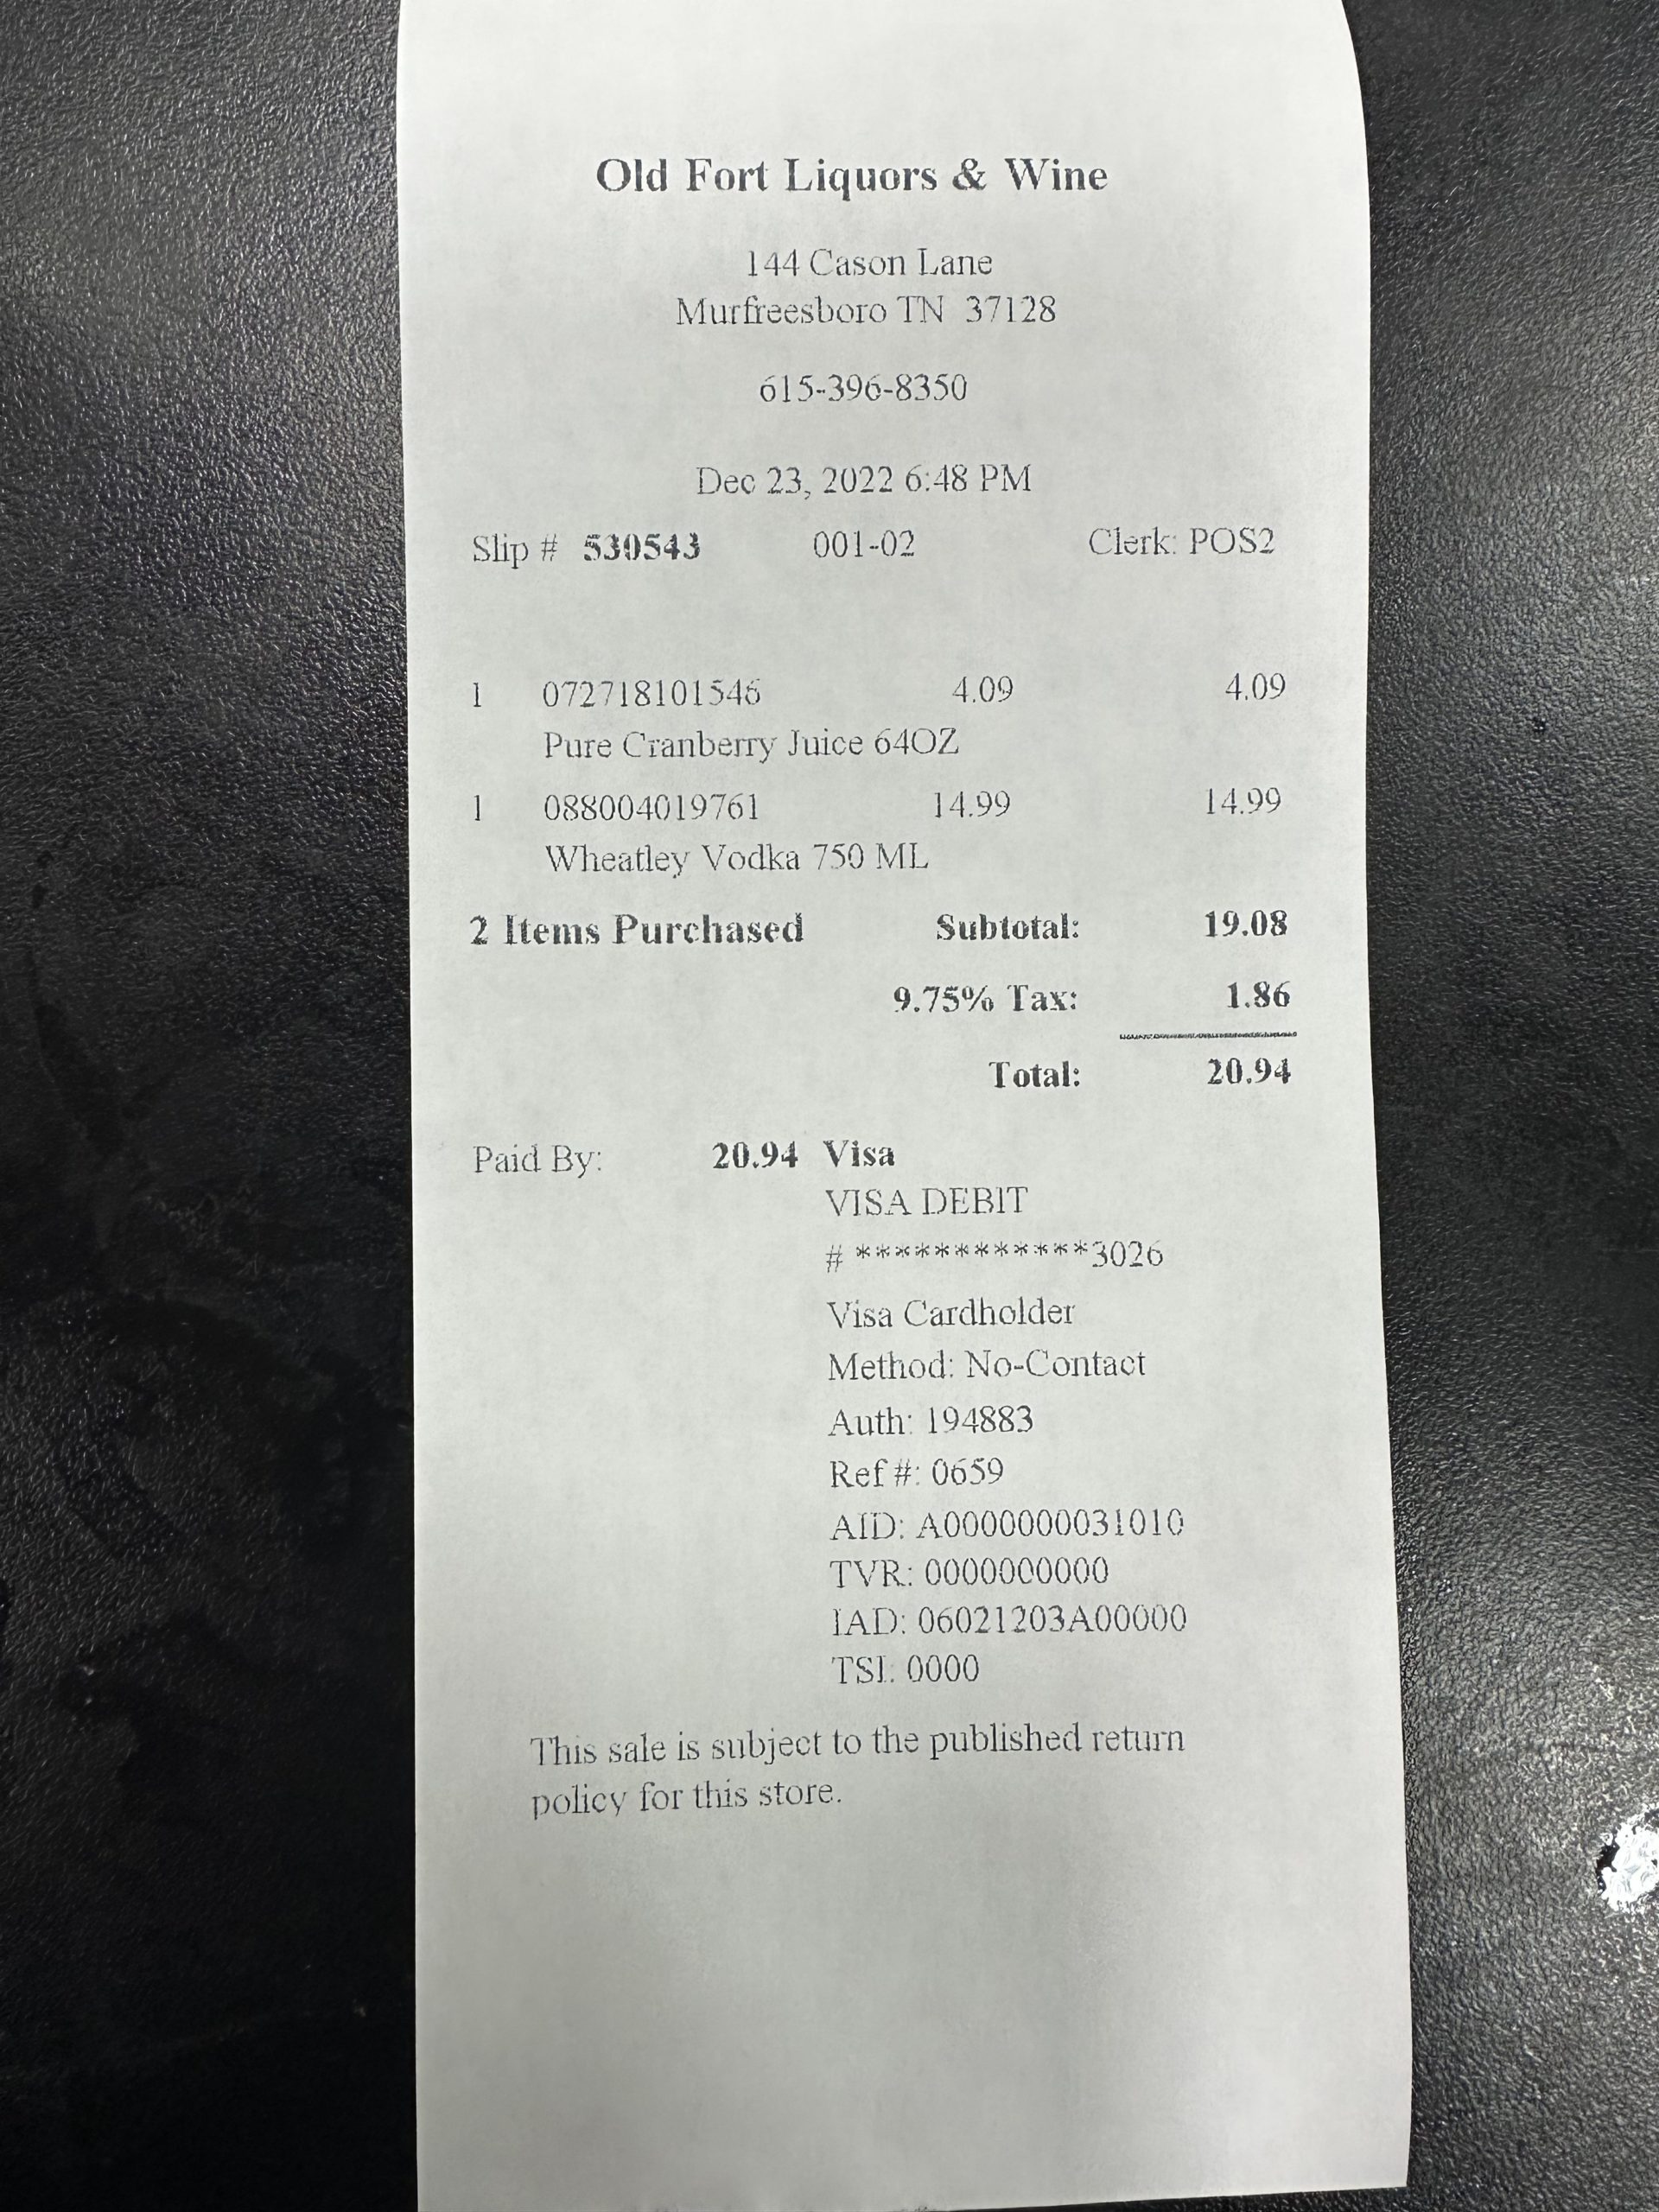 Old Fort Liquors & Wine
144 Cason Lane
Murfreesboro TN 37128
615-396-8350
Dec 23, 2022 6:48 PM
Slip # 530543 001-02 Clerk: POS2
1 072718101546 4.09 4.09
Pure Cranberry Juice 64OZ
1 088004019761 14.99 14.99
Wheatley Vodka 750 ML
2 Items Purchased Subtotal: 19.08
9.75% Tax: 1.86
Total: 20.94
Paid By: 20.94 Visa
VISA DEBIT
# ************3026
Visa Cardholder
Method: No-Contact
Auth: 194883
Ref #: 0659
AID: A0000000031010
TVR: 0000000000
IAD: 06021203A00000
TSI: 0000
This sale is subject to the published return
policy for this store.